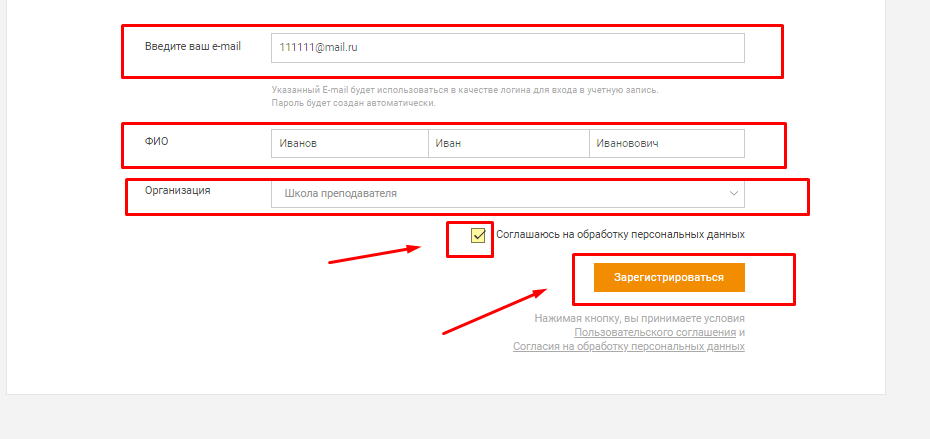 Введите ваш e-mail 111111@mail.ru
Указанный E-mail будет использоваться в качестве логина для входа в учетную запись.
Пароль будет создан автоматически.
ФИО Иванов Иван Иванович
Организация Школа преподавателя
Соглашаюсь на обработку персональных данных
Зарегистрироваться
Нажимая кнопку, вы принимаете условия
Пользовательского соглашения и
Согласия на обработку персональных данных